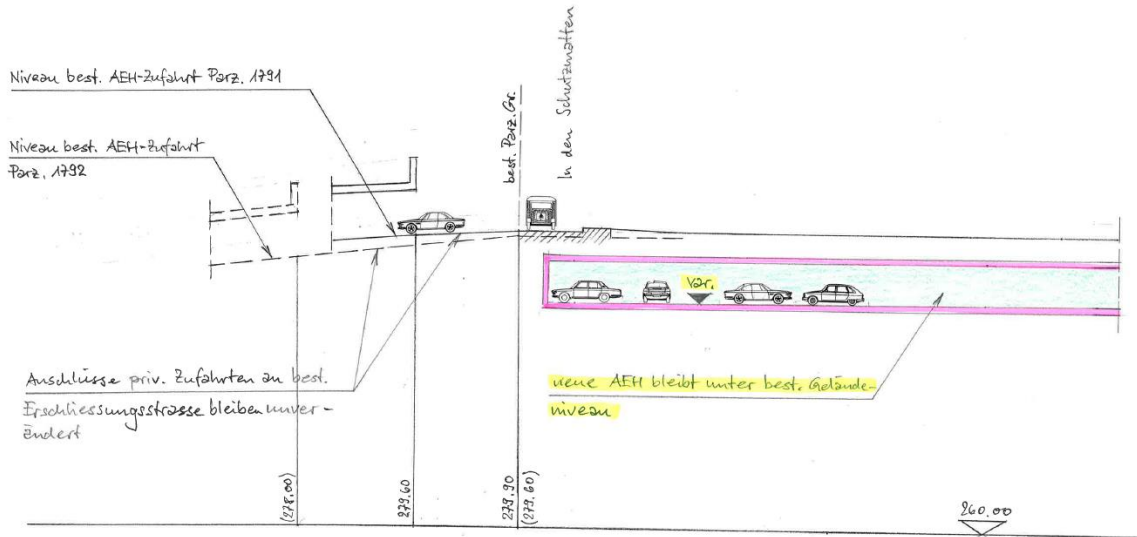 Niveau best. AEH-Zufahrt Parz. 1791
Niveau best. AEH-Zufahrt
Parz. 1792
best. Parz. Gr.
In den Schutzmatten
Var.
Anschlüsse priv. Zufahrten an best.
Erschliessungsstrasse bleiben unver-
ändert
neue AEH bleibt unter best. Gelände-
niveau
(278.00)
279.60
279.90
(279.60)
260.00